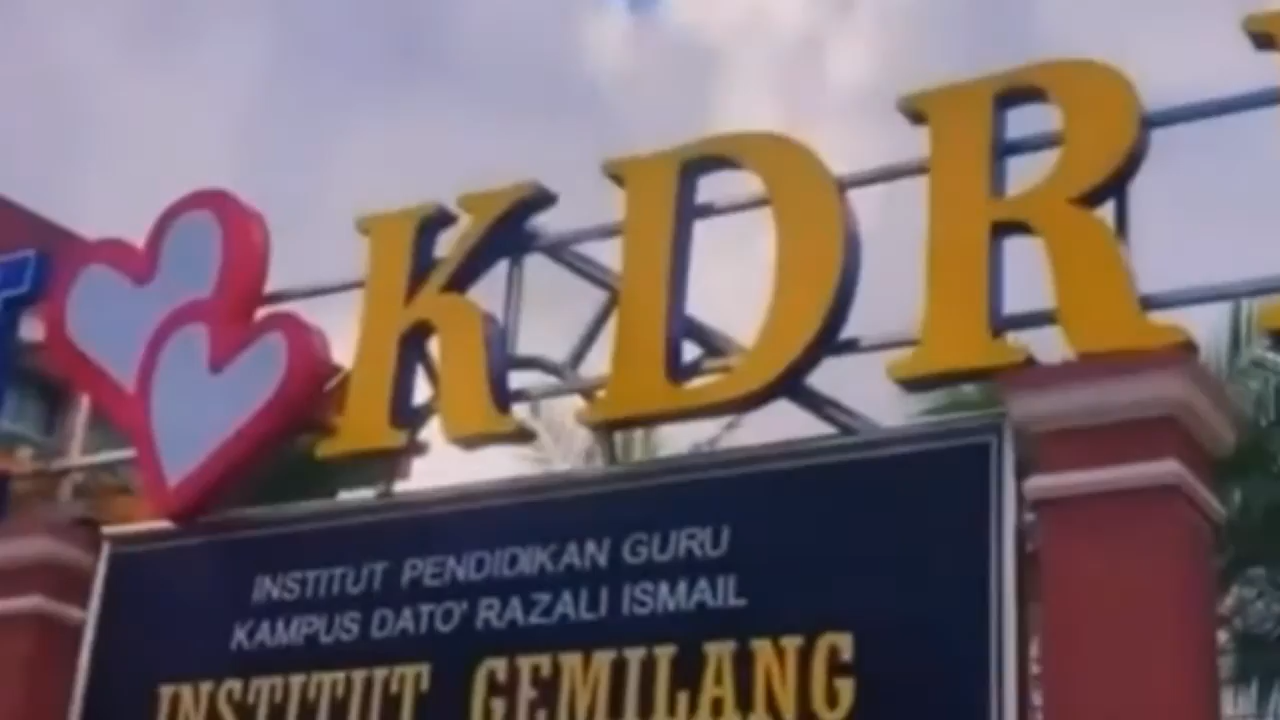 KDR
INSTITUT PENDIDIKAN GURU
KAMPUS DATO' RAZALI ISMAIL
INSTITUT GEMILANG